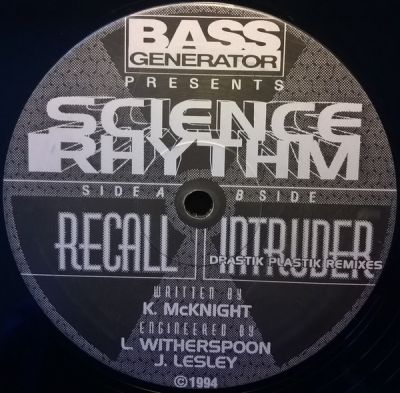 BASS
GENERATOR
PRESENTS
SCIENCE
RHYTHM
SIDE A B SIDE
RECALL INTRUDER
DRASTIK PLASTIK REMIXES
WRITTEN BY
K. McKNIGHT
ENGINEERED BY
L. WITHERSPOON
J. LESLEY
©1994